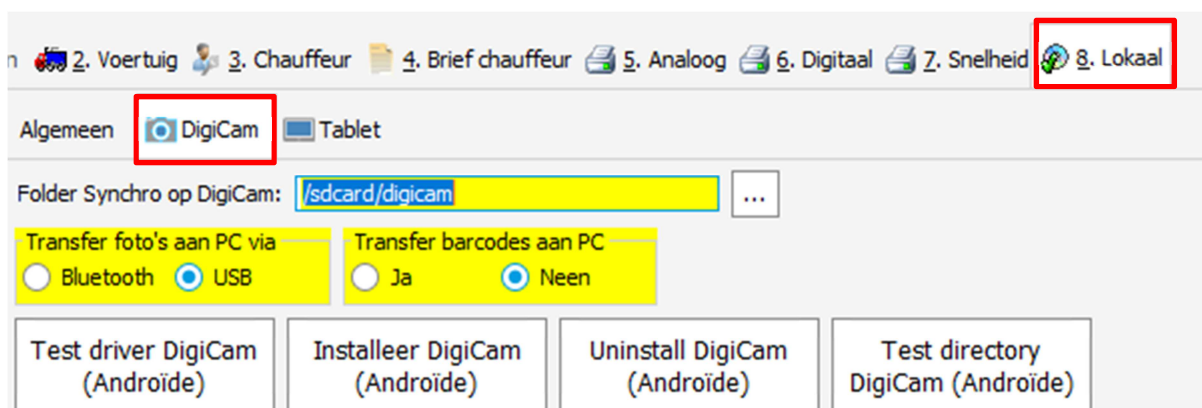 n 2. Voertuig 3. Chauffeur 4. Brief chauffeur 5. Analoog 6. Digitaal 7. Snelheid 8. Lokaal
Algemeen DigiCam Tablet
Folder Synchro op DigiCam: /sdcard/digicam ...
Transfer foto's aan PC via Transfer barcodes aan PC
Bluetooth USB Ja Neen
Test driver DigiCam Installeer DigiCam Uninstall DigiCam Test directory
(Androïde) (Androïde) (Androïde) DigiCam (Androïde)